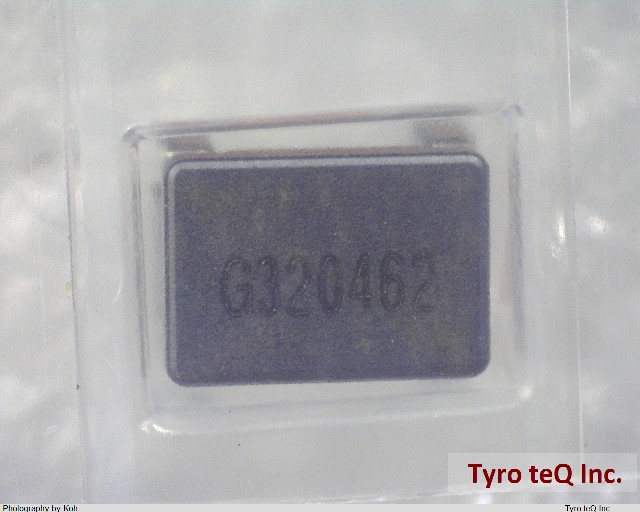 G320462
Tyro teQ Inc.
Photography by Koh
Tyro teQ Inc.